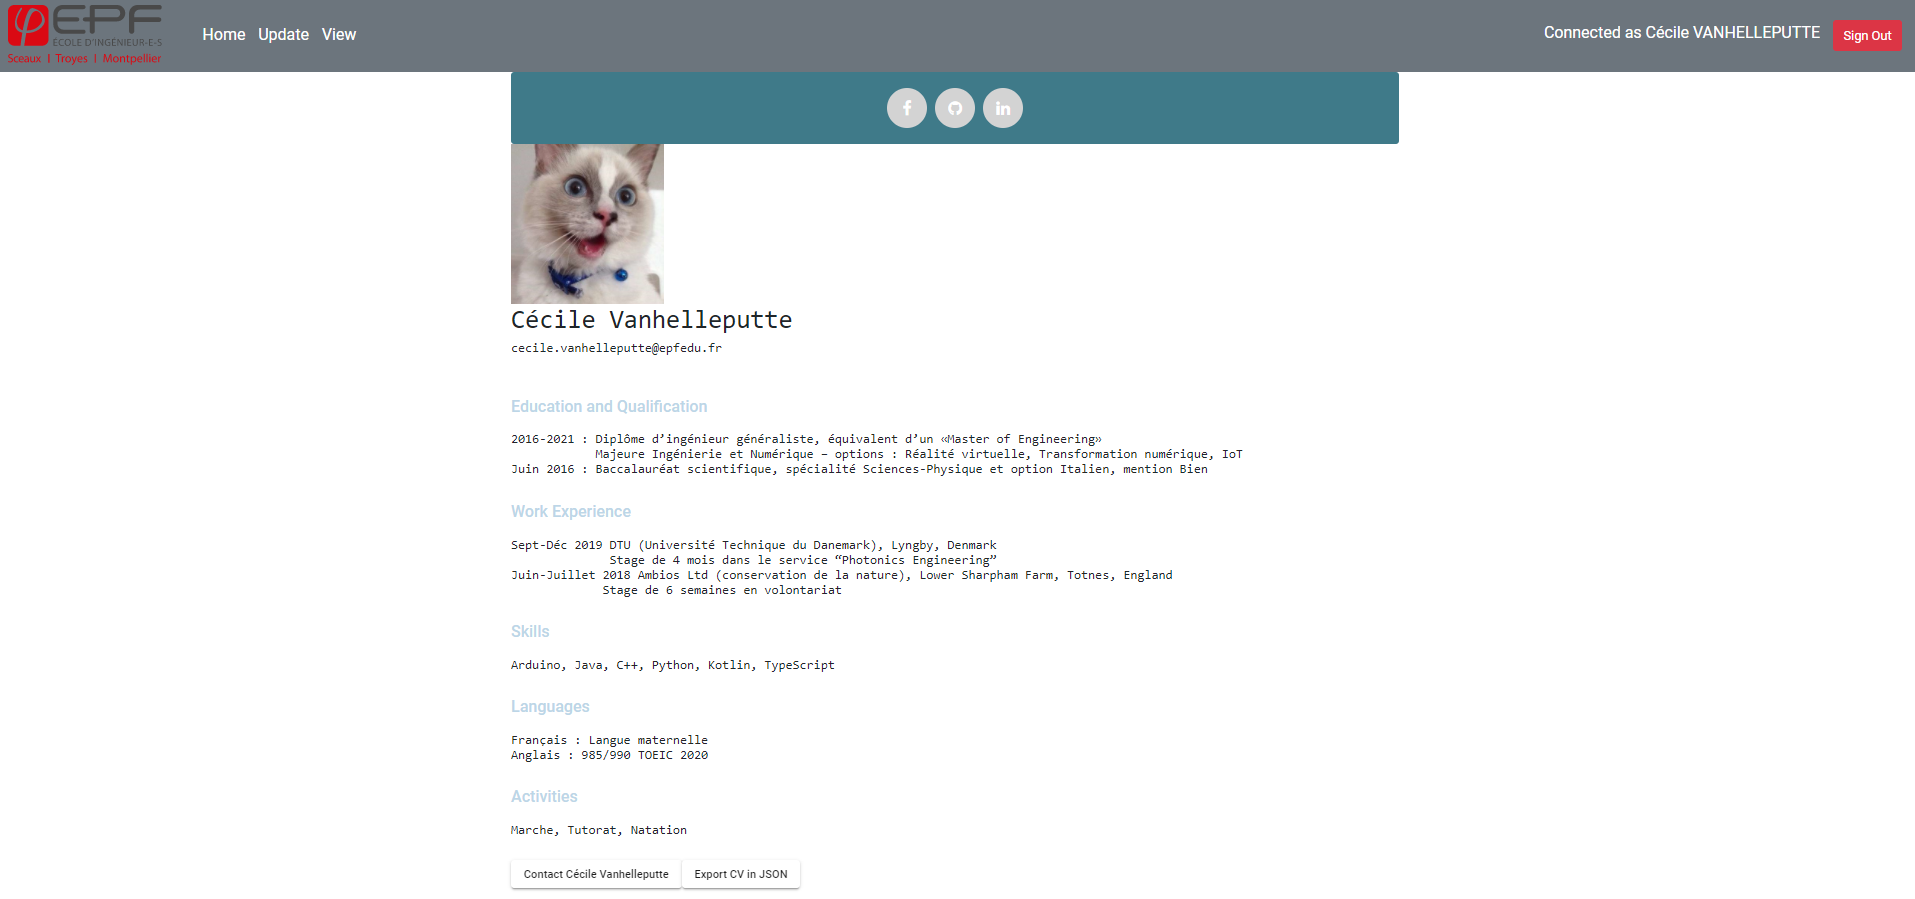 EPF
ÉCOLE D'INGÉNIEUR-E-S
Sceaux | Troyes | Montpellier
Home Update View
Connected as Cécile VANHELLEPUTTE
Sign Out
Cécile Vanhelleputte
cecile.vanhelleputte@epfedu.fr
Education and Qualification
2016-2021 : Diplôme d’ingénieur généraliste, équivalent d’un «Master of Engineering»
Majeure Ingénierie et Numérique – options : Réalité virtuelle, Transformation numérique, IoT
Juin 2016 : Baccalauréat scientifique, spécialité Sciences-Physique et option Italien, mention Bien
Work Experience
Sept-Déc 2019 DTU (Université Technique du Danemark), Lyngby, Denmark
Stage de 4 mois dans le service “Photonics Engineering”
Juin-Juillet 2018 Ambios Ltd (conservation de la nature), Lower Sharpham Farm, Totnes, England
Stage de 6 semaines en volontariat
Skills
Arduino, Java, C++, Python, Kotlin, TypeScript
Languages
Français : Langue maternelle
Anglais : 985/990 TOEIC 2020
Activities
Marche, Tutorat, Natation
Contact Cécile Vanhelleputte
Export CV in JSON